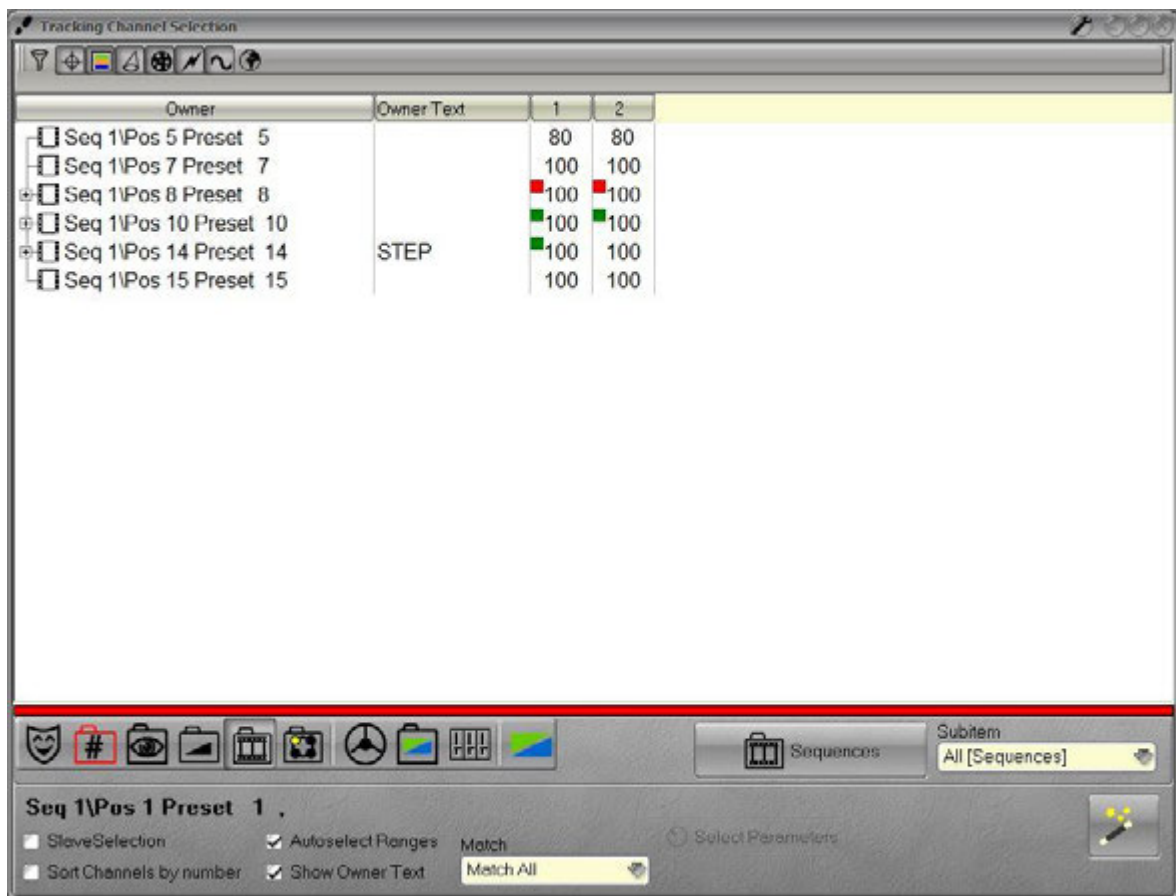 Tracking Channel Selection
Owner Owner Text 1 2
Seq 1\Pos 5 Preset 5 80 80
Seq 1\Pos 7 Preset 7 100 100
Seq 1\Pos 8 Preset 8 100 100
Seq 1\Pos 10 Preset 10 100 100
Seq 1\Pos 14 Preset 14 STEP 100 100
Seq 1\Pos 15 Preset 15 100 100
#
Sequences
Subitem
All [Sequences]
Seq 1\Pos 1 Preset 1 ,
SlaveSelection
Autoselect Ranges
Match
Select Parameters
Sort Channels by number
Show Owner Text
Match All